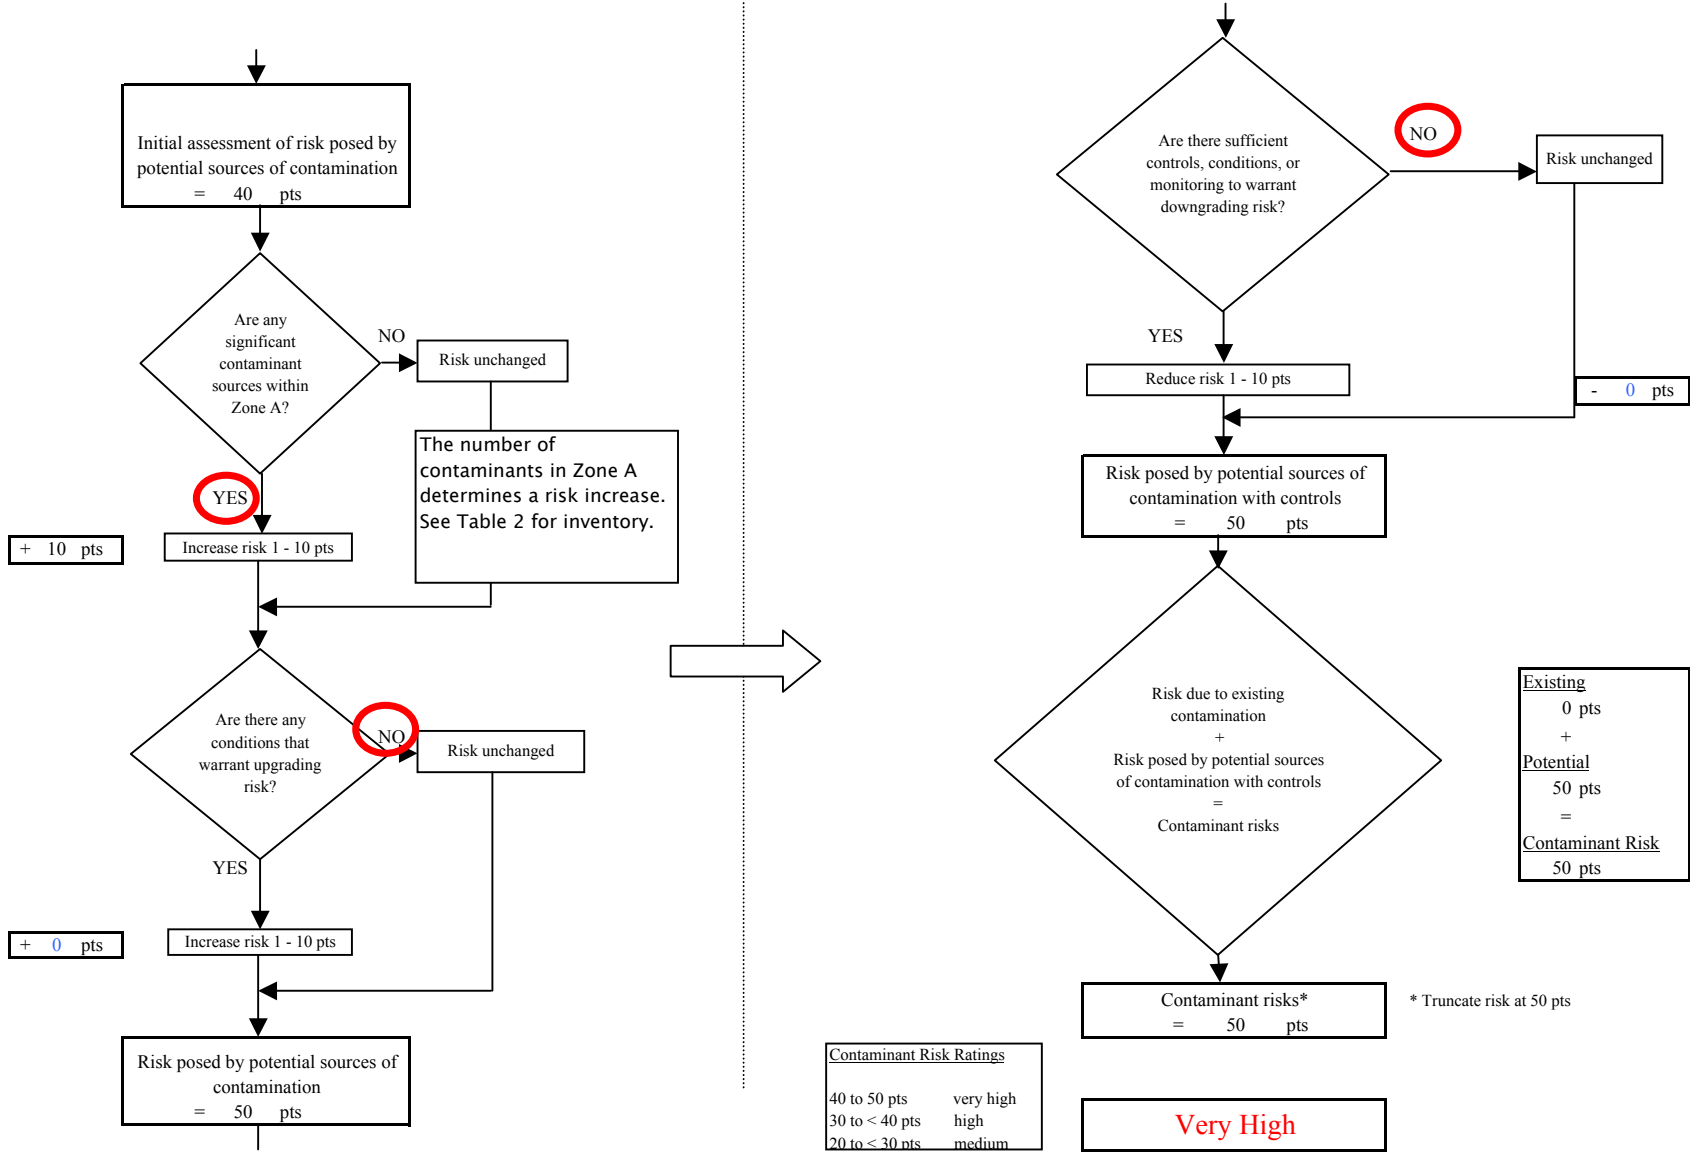 Initial assessment of risk posed by
potential sources of contamination
= 40 pts
Are any
significant
contaminant
sources within
Zone A?
NO
Risk unchanged
The number of
contaminants in Zone A
determines a risk increase.
See Table 2 for inventory.
YES
+ 10 pts
Increase risk 1 - 10 pts
Are there any
conditions that
warrant upgrading
risk?
NO
Risk unchanged
YES
+ 0 pts
Increase risk 1 - 10 pts
Risk posed by potential sources of
contamination
= 50 pts
Are there sufficient
controls, conditions, or
monitoring to warrant
downgrading risk?
NO
Risk unchanged
YES
Reduce risk 1 - 10 pts
- 0 pts
Risk posed by potential sources of
contamination with controls
= 50 pts
Risk due to existing
contamination
+
Risk posed by potential sources
of contamination with controls
=
Contaminant risks
Existing
0 pts
+
Potential
50 pts
=
Contaminant Risk
50 pts
Contaminant risks*
= 50 pts
* Truncate risk at 50 pts
Contaminant Risk Ratings
40 to 50 pts very high
30 to < 40 pts high
20 to < 30 pts medium
Very High